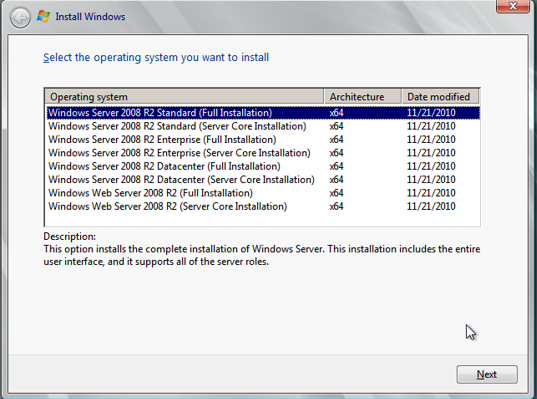 Install Windows
Select the operating system you want to install
Operating system Architecture Date modified
Windows Server 2008 R2 Standard (Full Installation) x64 11/21/2010
Windows Server 2008 R2 Standard (Server Core Installation) x64 11/21/2010
Windows Server 2008 R2 Enterprise (Full Installation) x64 11/21/2010
Windows Server 2008 R2 Enterprise (Server Core Installation) x64 11/21/2010
Windows Server 2008 R2 Datacenter (Full Installation) x64 11/21/2010
Windows Server 2008 R2 Datacenter (Server Core Installation) x64 11/21/2010
Windows Web Server 2008 R2 (Full Installation) x64 11/21/2010
Windows Web Server 2008 R2 (Server Core Installation) x64 11/21/2010
Description:
This option installs the complete installation of Windows Server. This installation includes the entire
user interface, and it supports all of the server roles.
Next